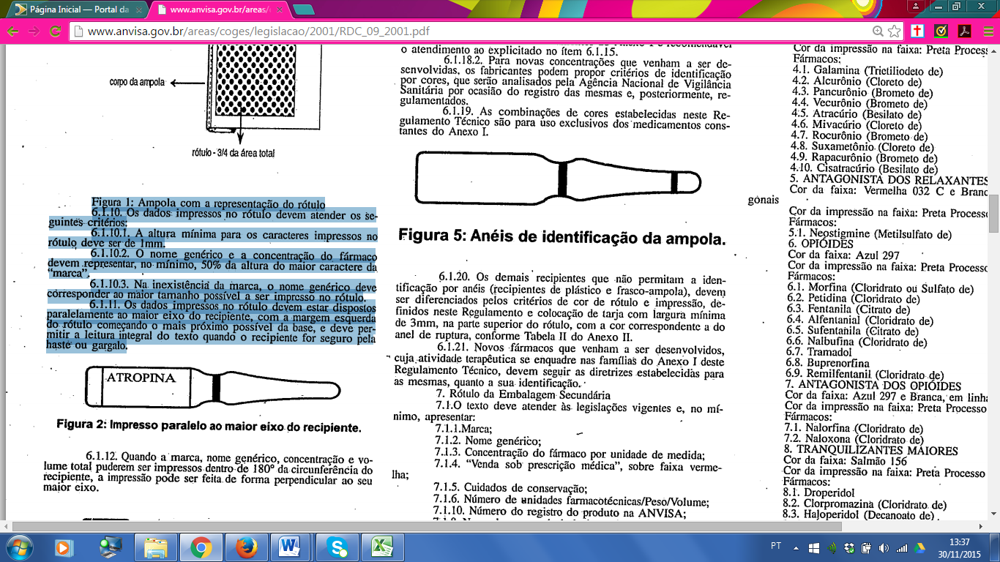 Página Inicial — Portal da
www.anvisa.gov.br/areas/
www.anvisa.gov.br/areas/coges/legislacao/2001/RDC_09_2001.pdf
corpo da ampola
rótulo - 3/4 da área total
Figura 1: Ampola com a representação do rótulo
6.1.10. Os dados impressos no rótulo devem atender os se-
guintes critérios:
6.1.10.1. A altura mínima para os caracteres impressos no
rótulo deve ser de 1mm.
6.1.10.2. O nome genérico e a concentração do fármaco
devem representar, no mínimo, 50% da altura do maior caractere da
“marca”.
6.1.10.3. Na inexistência da marca, o nome genérico deve
corresponder ao maior tamanho possível a ser impresso no rótulo.
6.1.11. Os dados impressos no rótulo devem estar dispostos
paralelamente ao maior eixo do recipiente, com a margem esquerda
do rótulo começando o mais próximo possível da base, e deve per-
mitir a leitura integral do texto quando o recipiente for seguro pela
haste ou gargalo.
ATROPINA
Figura 2: Impresso paralelo ao maior eixo do recipiente.
6.1.12. Quando a marca, nome genérico, concentração e vo-
lume total puderem ser impressos dentro de 180º da circunferência do
recipiente, a impressão pode ser feita de forma perpendicular ao seu
maior eixo.
o atendimento ao explicitado no ítem 6.1.15.
6.1.18.2. Para novas concentrações que venham a ser de-
senvolvidas, os fabricantes podem propor critérios de identificação
por cores, que serão analisados pela Agência Nacional de Vigilância
Sanitária por ocasião do registro das mesmas e, posteriormente, re-
gulamentados.
6.1.19. As combinações de cores estabelecidas neste Re-
gulamento Técnico são para uso exclusivos dos medicamentos cons-
tantes do Anexo I.
Figura 5: Anéis de identificação da ampola.
6.1.20. Os demais recipientes que não permitam a iden-
tificação por anéis (recipientes de plástico e frasco-ampola), devem
ser diferenciados pelos critérios de cor de rótulo e impressão, de-
finidos neste Regulamento e colocação de tarja com largura mínima
de 3mm, na parte superior do rótulo, com a cor correspondente a do
anel de ruptura, conforme Tabela II do Anexo II.
6.1.21. Novos fármacos que venham a ser desenvolvidos,
cuja atividade terapêutica se enquadre nas famílias do Anexo I deste
Regulamento Técnico, devem seguir as diretrizes estabelecidas para
as mesmas, quanto a sua identificação.
7. Rótulo da Embalagem Secundária
7.1.O texto deve atender às legislações vigentes e, no mí-
nimo, apresentar:
7.1.1.Marca;
7.1.2. Nome genérico;
7.1.3. Concentração do fármaco por unidade de medida;
7.1.4. “Venda sob prescrição médica”, sobre faixa verme-
lha;
7.1.5. Cuidados de conservação;
7.1.6. Número de unidades farmacotécnicas/Peso/Volume;
7.1.10. Número do registro do produto na ANVISA;
Cor da impressão na faixa: Preta Process
Fármacos:
4.1. Galamina (Trietiliodeto de)
4.2. Alcurônio (Cloreto de)
4.3. Pancurônio (Brometo de)
4.4. Vecurônio (Brometo de)
4.5. Atracúrio (Besilato de)
4.6. Mivacúrio (Cloreto de)
4.7. Rocurônio (Brometo de)
4.8. Suxametônio (Cloreto de)
4.9. Rapacurônio (Brometo de)
4.10. Cisatracúrio (Besilato de)
5. ANTAGONISTA DOS RELAXANTES
Cor da faixa: Vermelha 032 C e Branc
gonais
Cor da impressão na faixa: Preta Processo
Fármacos:
5.1. Neostigmine (Metilsulfato de)
6. OPIÓIDES
Cor da faixa: Azul 297
Cor da impressão na faixa: Preta Processo
Fármacos:
6.1. Morfina (Cloridrato ou Sulfato de)
6.2. Petidina (Cloridrato de)
6.3. Fentanila (Citrato de)
6.4. Alfentanial (Cloridrato de)
6.5. Sufentanila (Citrato de)
6.6. Nalbufina (Cloridrato de)
6.7. Tramadol
6.8. Buprenorfina
6.9. Remilfentanil (Cloridrato de)
7. ANTAGONISTA DOS OPIÓIDES
Cor da faixa: Azul 297 e Branca, em linha
Cor da impressão na faixa: Preta Processo
Fármacos:
7.1. Nalorfina (Cloridrato de)
7.2. Naloxona (Cloridrato de)
8. TRANQUILIZANTES MAIORES
Cor da faixa: Salmão 156
Cor da impressão na faixa: Preta Processo
Fármacos:
8.1. Droperidol
8.2. Clorpromazina (Cloridrato de)
8.3. Haloperidol (Decanoato de)
PT
13:37
30/11/2015